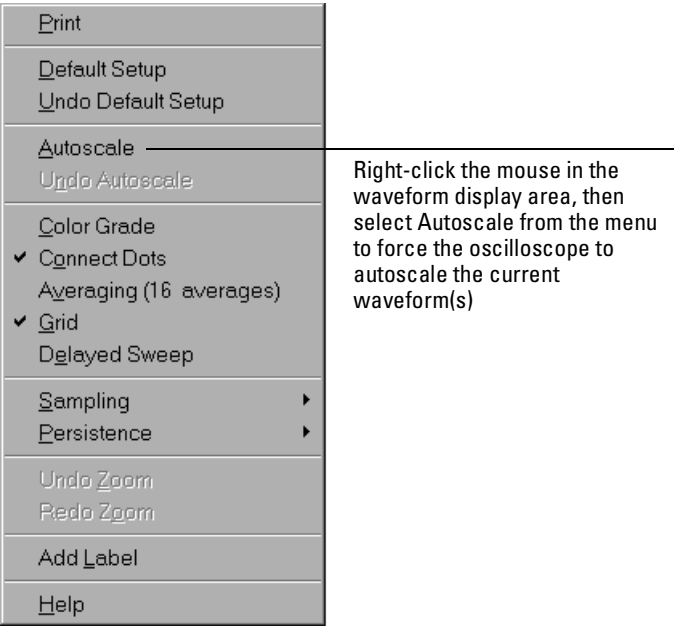 Print
Default Setup
Undo Default Setup
Autoscale
Undo Autoscale
Color Grade
Connect Dots
Averaging (16 averages)
Grid
Delayed Sweep
Sampling
Persistence
Undo Zoom
Redo Zoom
Add Label
Help
Right-click the mouse in the
waveform display area, then
select Autoscale from the menu
to force the oscilloscope to
autoscale the current
waveform(s)